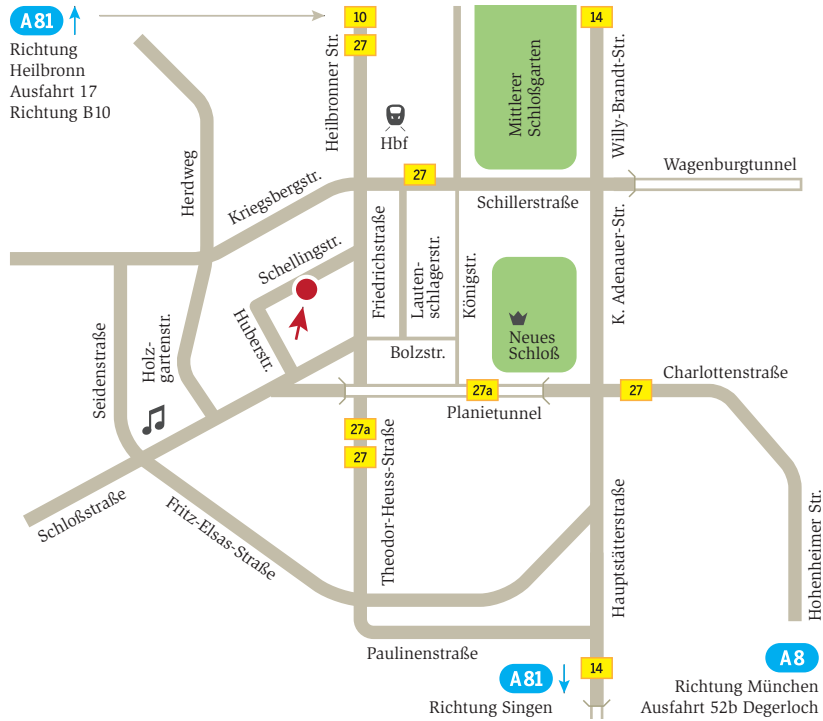 A 81
Richtung
Heilbronn
Ausfahrt 17
Richtung B10
10
27
14
Heilbronner Str.
Hbf
Mittlerer
Schloßgarten
Willy-Brandt-Str.
Wagenburgtunnel
Herdweg
Kriegsbergstr.
27
Schillerstraße
Schellingstr.
Friedrichstraße
Lauten-
schlagerstr.
Königstr.
K. Adenauer-Str.
Huberstr.
Neues
Schloß
Seidenstraße
Holz-
gartenstr.
Bolzstr.
Charlottenstraße
27a
27
Planietunnel
27a
27
Schloßstraße
Fritz-Elsas-Straße
Theodor-Heuss-Straße
Hauptstätterstraße
Hohenheimer Str.
Paulinenstraße
A 81
14
Richtung Singen
A 8
Richtung München
Ausfahrt 52b Degerloch